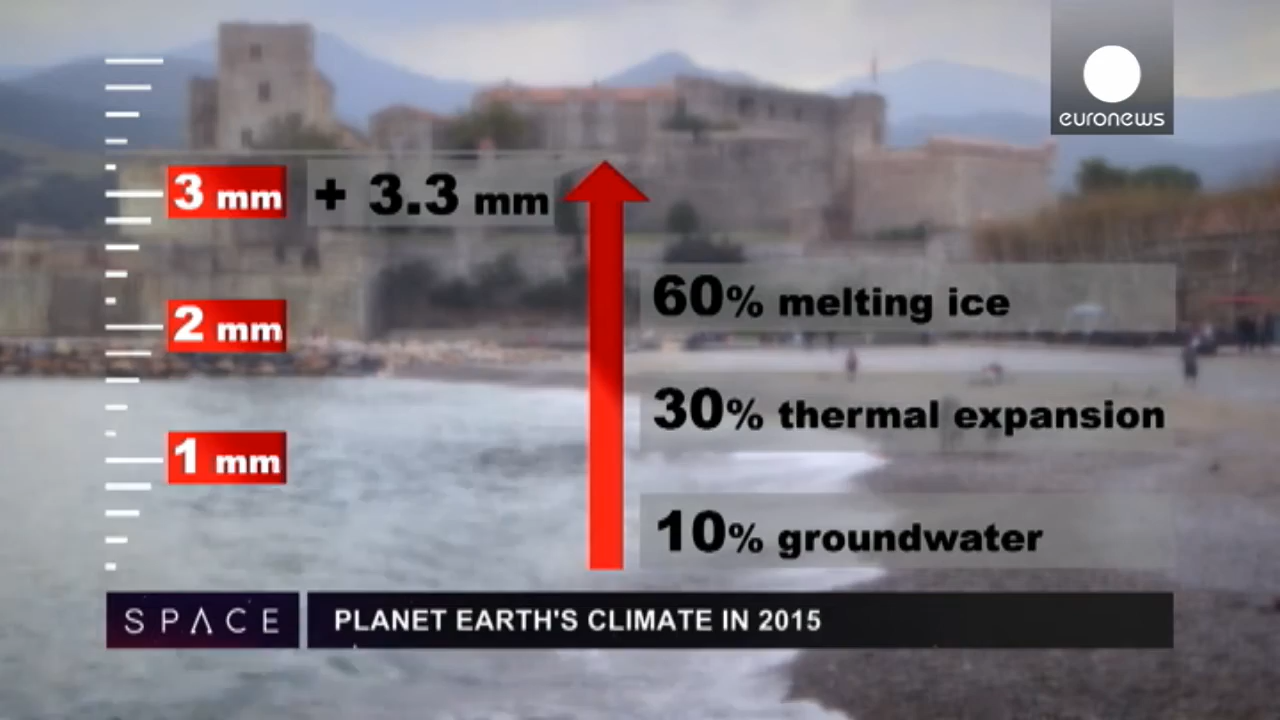 euronews
3 mm + 3.3 mm
60% melting ice
2 mm
30% thermal expansion
1 mm
10% groundwater
SPACE PLANET EARTH'S CLIMATE IN 2015